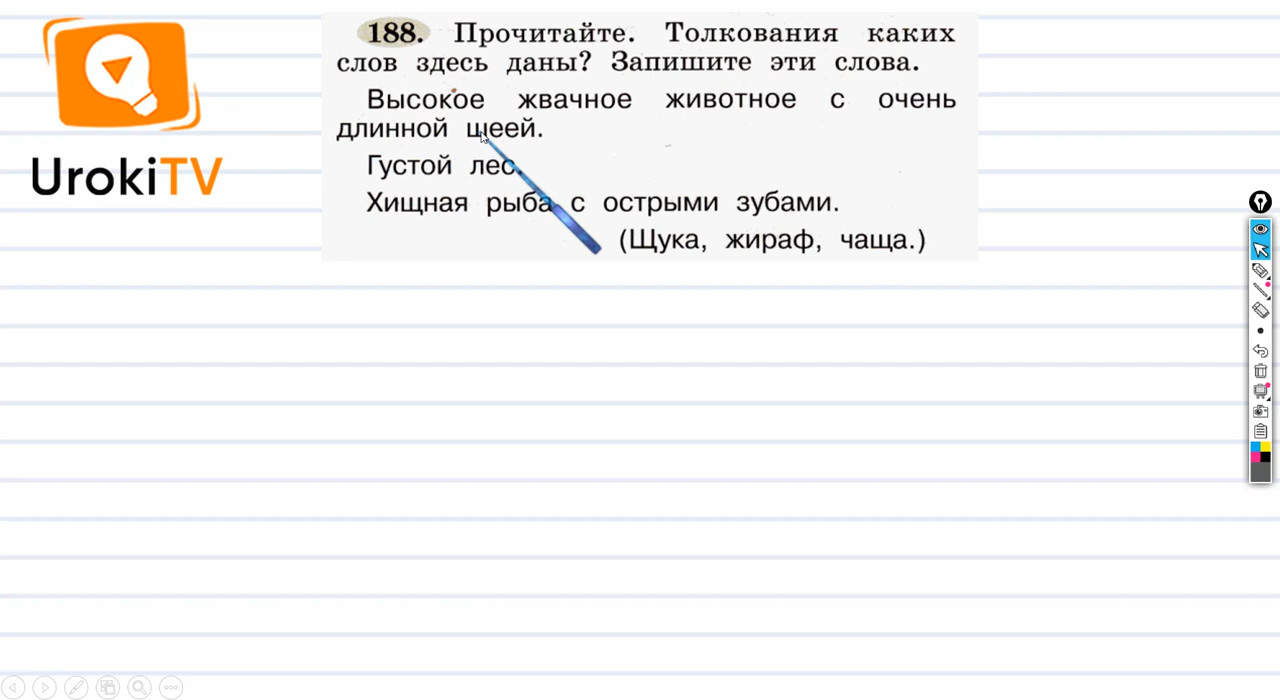 UrokiTV
188. Прочитайте. Толкования каких
слов здесь даны? Запишите эти слова.
Высокое жвачное животное с очень
длинной шеей.
Густой лес.
Хищная рыба с острыми зубами.
(Щука, жираф, чаща.)